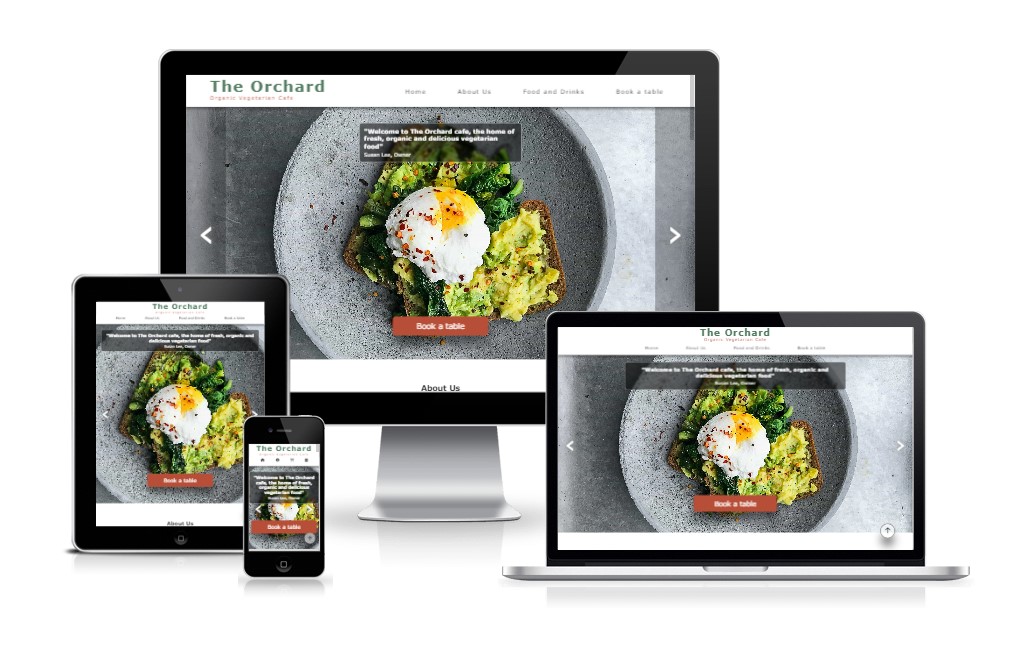 The Orchard
Organic Vegetarian Cafe
Home About Us Food and Drinks Book a table
"Welcome to The Orchard cafe, the home of
fresh, organic and delicious vegetarian
food"
Susan Lee, Owner
Book a table
About Us
The Orchard
Organic Vegetarian Cafe
Home About Us Food and Drinks Book a table
"Welcome to The Orchard cafe, the home of fresh, organic and
delicious vegetarian food"
Susan Lee, Owner
Book a table
About Us
The Orchard
"Welcome to The
Orchard cafe, the
home of fresh,
organic and delicious
vegetarian food"
Susan Lee, Owner
Book a table
The Orchard
Organic Vegetarian Cafe
Home About Us Food and Drinks Book a table
"Welcome to The Orchard cafe, the home of fresh, organic and
delicious vegetarian food"
Susan Lee, Owner
Book a table